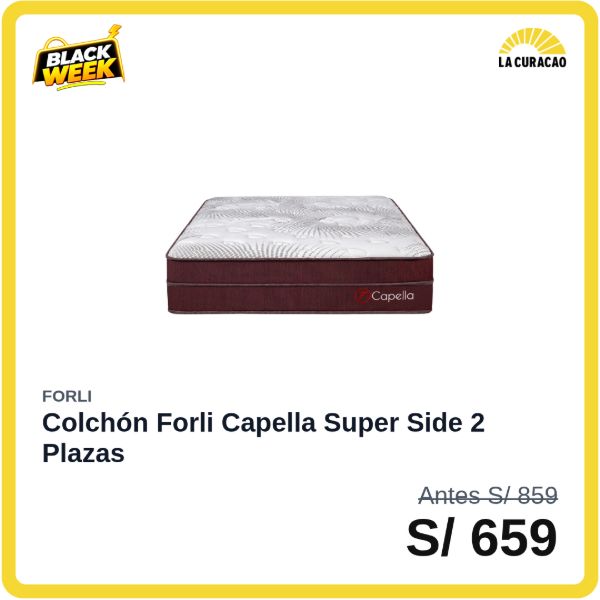 BLACK
WEEK
LA CURACAO
Capella
FORLI
Colchón Forli Capella Super Side 2
Plazas
Antes S/ 859
S/ 659